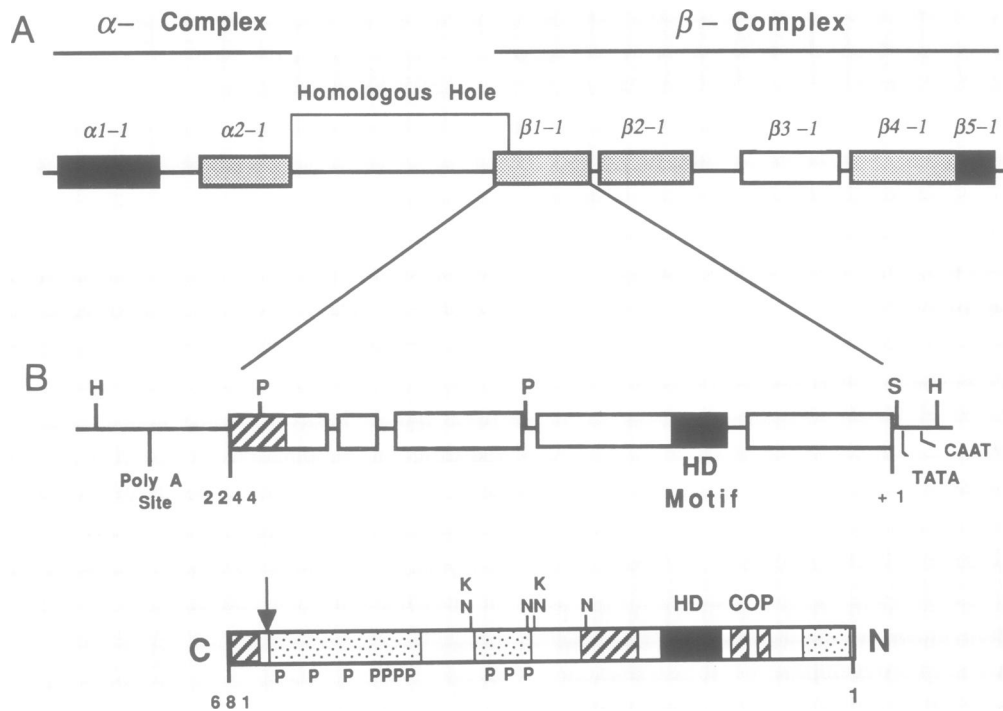 A
α- Complex
β - Complex
Homologous Hole
α1-1
α2-1
β1-1
β2-1
β3 -1
β4 -1
β5-1
B
H
P
P
S
H
Poly A
Site
2244
HD
Motif
+ 1
TATA
CAAT
K
N
K
NN
N
HD
COP
C
N
P P P PPPP P P P
681
1